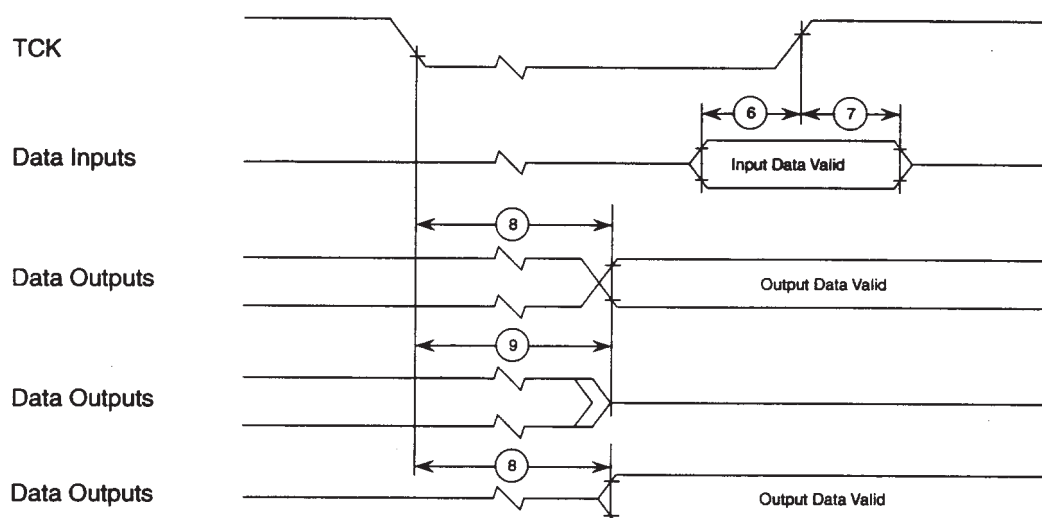 TCK
6
7
Data Inputs
Input Data Valid
8
Data Outputs
Output Data Valid
9
Data Outputs
8
Data Outputs
Output Data Valid